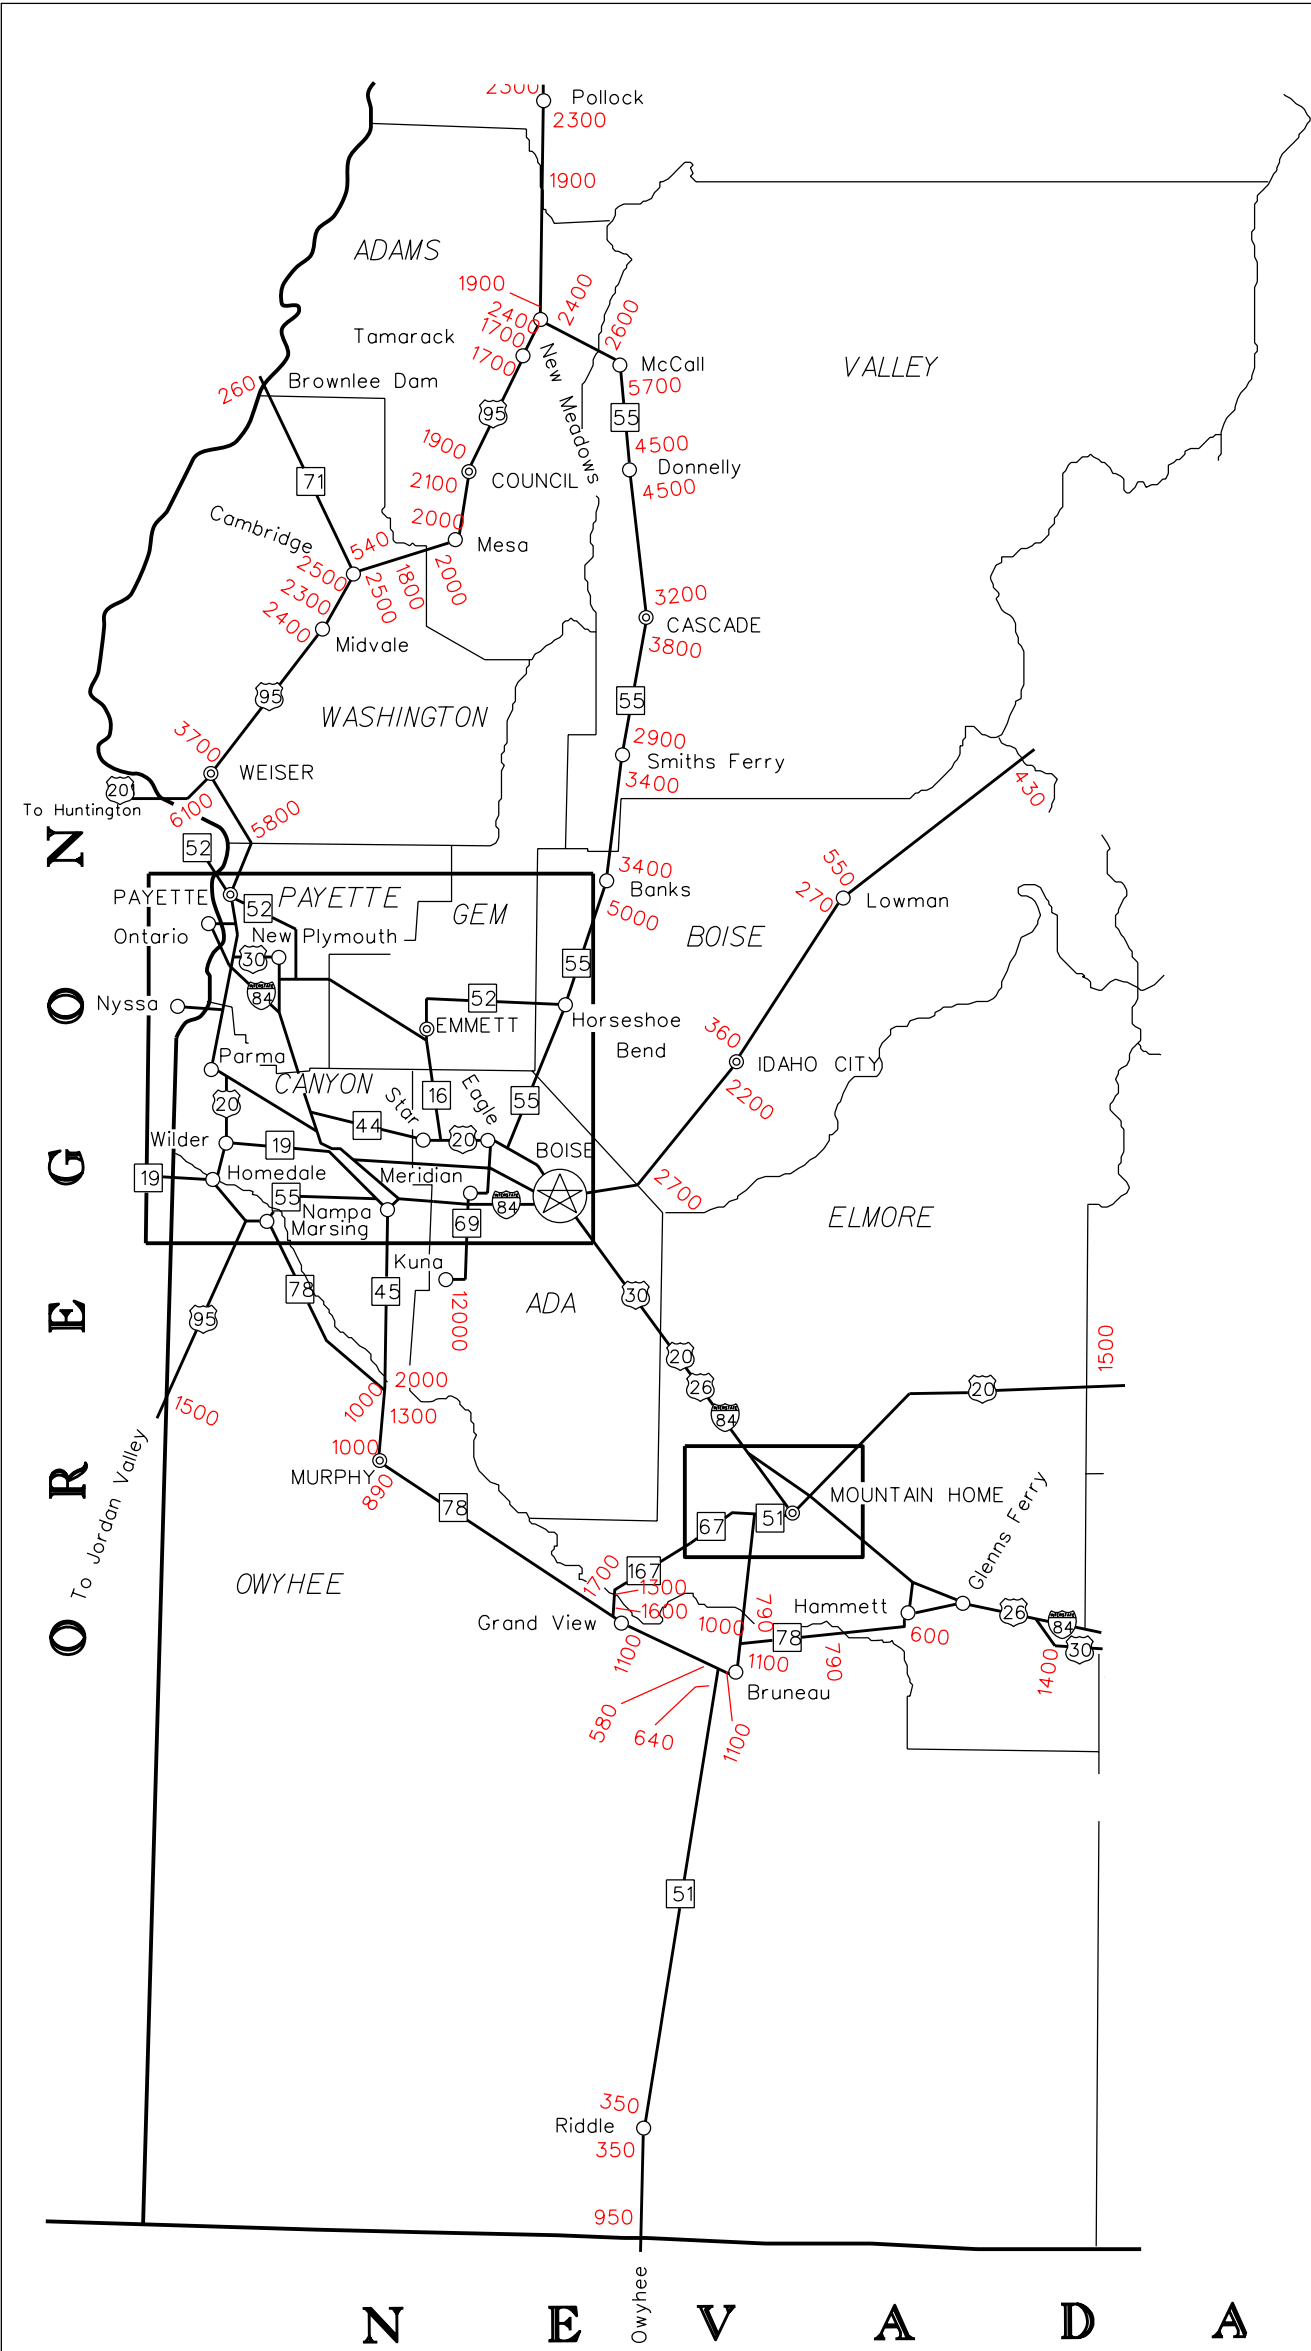 2300
Pollock
2300
1900
ADAMS
1900
2400
2400
1700
1700
Tamarack
New Meadows
2600
McCall
5700
VALLEY
260
Brownlee Dam
95
55
1900
4500
Donnelly
4500
2100
COUNCIL
71
Cambridge
2000
Mesa
540
2500
2500
1800
2000
2300
2400
Midvale
3200
CASCADE
3800
95
WASHINGTON
55
3700
WEISER
2900
Smiths Ferry
3400
20
To Huntington
6100
5800
430
52
3400
Banks
5000
550
270
Lowman
PAYETTE
PAYETTE
52
GEM
BOISE
Ontario
New Plymouth
30
55
84
Nyssa
52
EMMETT
Horseshoe
Bend
360
IDAHO CITY
2200
Parma
CANYON
Star
16
Eagle
55
20
44
Wilder
19
20
BOISE
19
Homedale
Meridian
2700
55
Nampa
Marsing
84
69
ELMORE
Kuna
78
45
12000
ADA
30
95
20
26
84
1500
20
1500
1000
2000
1300
1000
MURPHY
890
To Jordan Valley
78
67
51
MOUNTAIN HOME
Glenns Ferry
OWYHEE
167
1700
1300
1600
Grand View
1000
790
Hammett
26
84
30
78
600
1400
1100
1100
790
580
640
1100
Bruneau
51
350
Riddle
350
950
Owyhee
OREGON
NEVADA